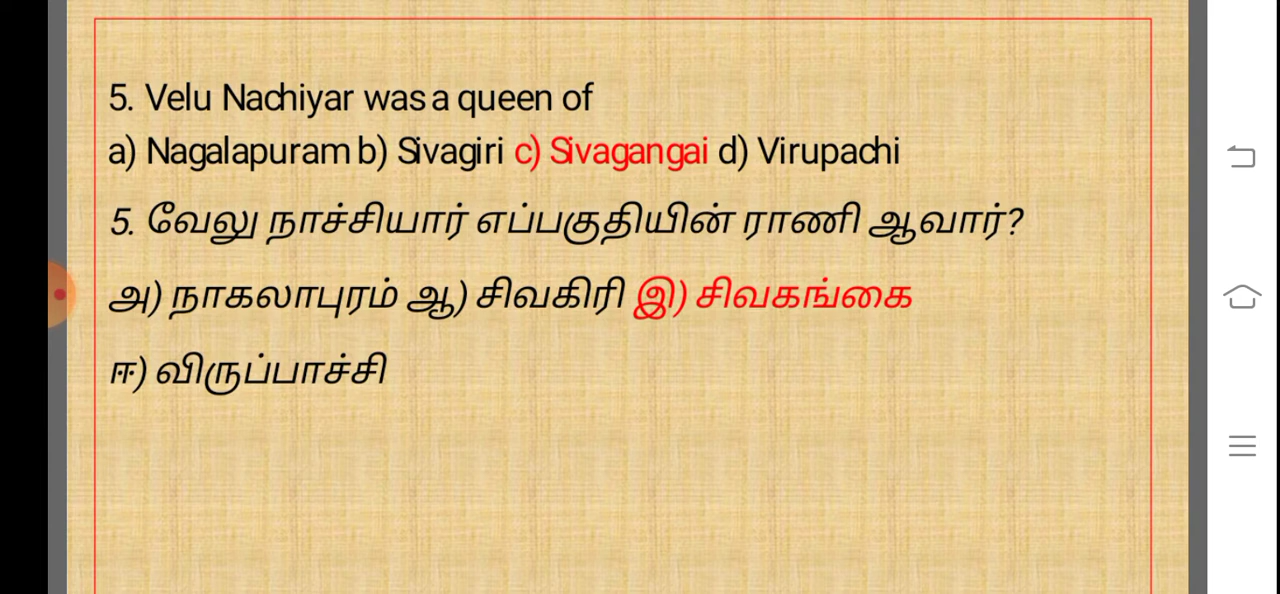 5. Velu Nachiyar was a queen of
a) Nagalapuram b) Sivagiri c) Sivagangai d) Virupachi
5. வேலு நாச்சியார் எப்பகுதியின் ராணி ஆவார்?
அ) நாகலாபுரம் ஆ) சிவகிரி இ) சிவகங்கை
ஈ) விருப்பாச்சி